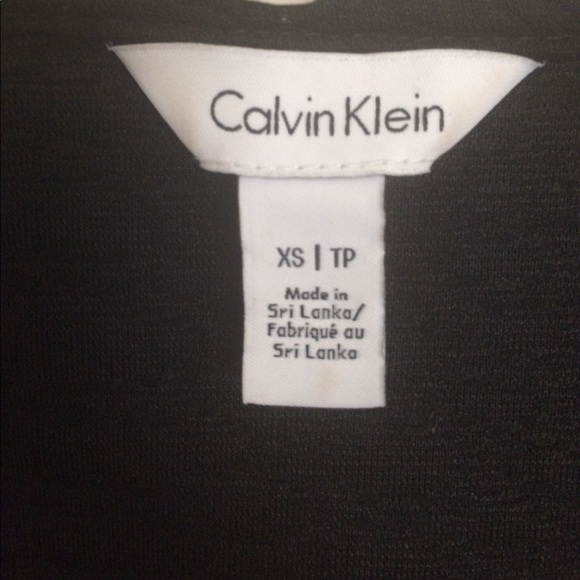 Calvin Klein
XS | TP
Made in
Sri Lanka/
Fabriqué au
Sri Lanka